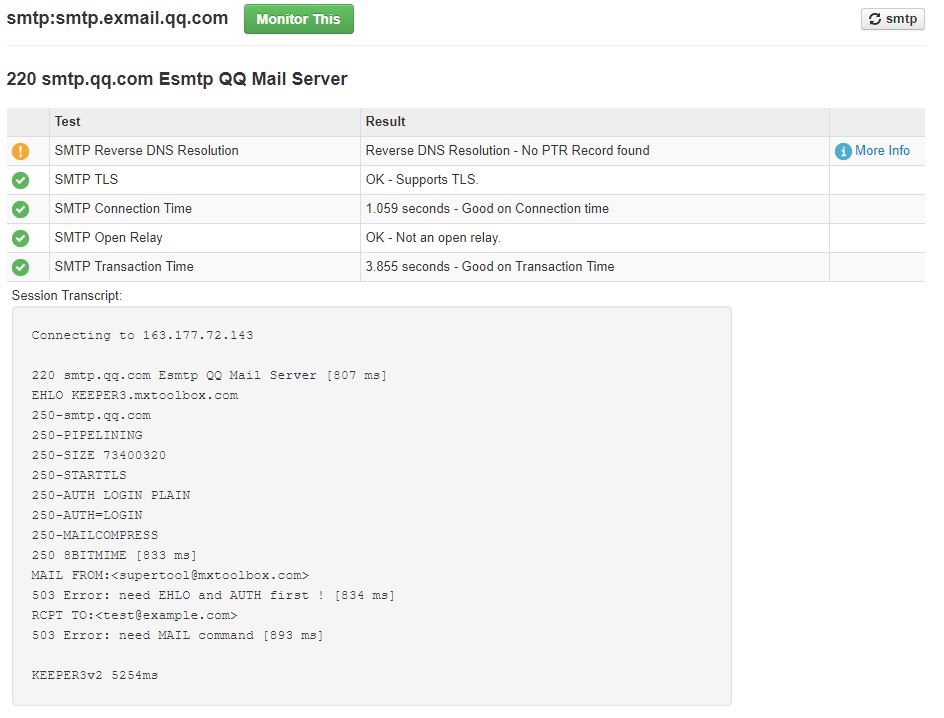 smtp:smtp.exmail.qq.com Monitor This smtp
220 smtp.qq.com Esmtp QQ Mail Server
Test Result
SMTP Reverse DNS Resolution Reverse DNS Resolution - No PTR Record found More Info
SMTP TLS OK - Supports TLS.
SMTP Connection Time 1.059 seconds - Good on Connection time
SMTP Open Relay OK - Not an open relay.
SMTP Transaction Time 3.855 seconds - Good on Transaction Time
Session Transcript:
Connecting to 163.177.72.143
220 smtp.qq.com Esmtp QQ Mail Server [807 ms]
EHLO KEEPER3.mxtoolbox.com
250-smtp.qq.com
250-PIPELINING
250-SIZE 73400320
250-STARTTLS
250-AUTH LOGIN PLAIN
250-AUTH=LOGIN
250-MAILCOMPRESS
250 8BITMIME [833 ms]
MAIL FROM:<supertool@mxtoolbox.com>
503 Error: need EHLO and AUTH first ! [834 ms]
RCPT TO:<test@example.com>
503 Error: need MAIL command [893 ms]
KEEPER3v2 5254ms